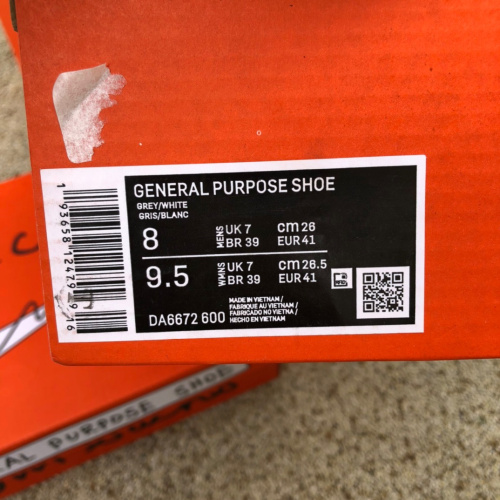 GENERAL PURPOSE SHOE
GREY/WHITE
GRIS/BLANC
8 MENS UK 7 cm 26
BR 39 EUR 41
9.5 WMNS UK 7 cm 26.5
BR 39 EUR 41
MADE IN VIETNAM /
FABRIQUE AU VIETNAM /
FABRICADO NO VIETNA /
HECHO EN VIETNAM
DA6672 600
PURPOSE SHOE